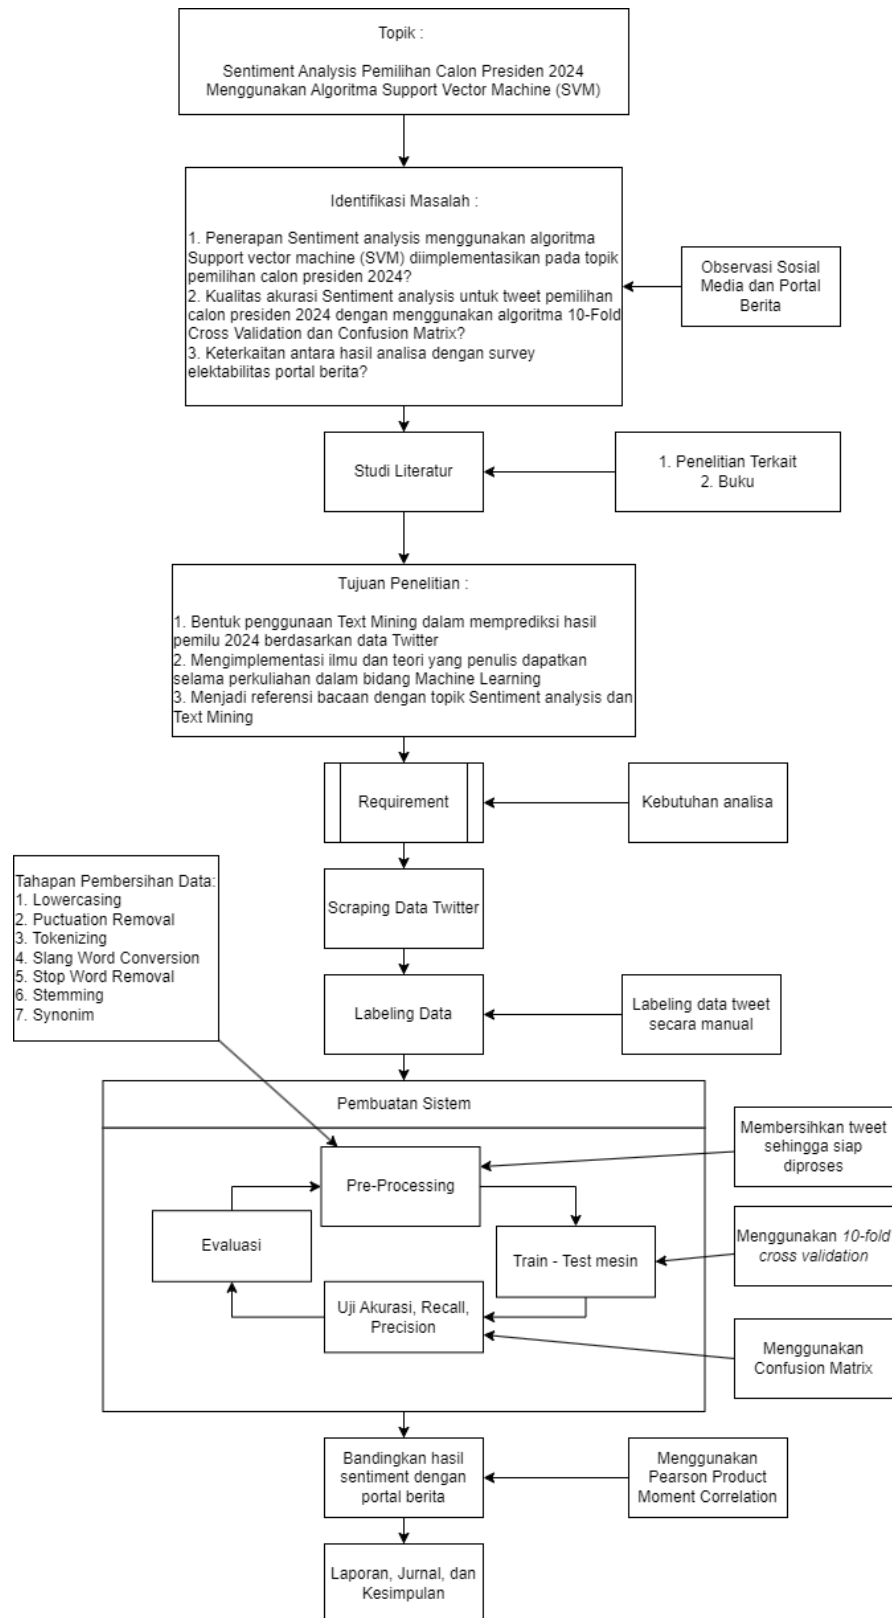 Topik :
Sentiment Analysis Pemilihan Calon Presiden 2024
Menggunakan Algoritma Support Vector Machine (SVM)
Identifikasi Masalah :
1. Penerapan Sentiment analysis menggunakan algoritma
Support vector machine (SVM) diimplementasikan pada topik
pemilihan calon presiden 2024?
2. Kualitas akurasi Sentiment analysis untuk tweet pemilihan
calon presiden 2024 dengan menggunakan algoritma 10-Fold
Cross Validation dan Confusion Matrix?
3. Keterkaitan antara hasil analisa dengan survey
elektabilitas portal berita?
Observasi Sosial
Media dan Portal
Berita
Studi Literatur
1. Penelitian Terkait
2. Buku
Tujuan Penelitian :
1. Bentuk penggunaan Text Mining dalam memprediksi hasil
pemilu 2024 berdasarkan data Twitter
2. Mengimplementasi ilmu dan teori yang penulis dapatkan
selama perkuliahan dalam bidang Machine Learning
3. Menjadi referensi bacaan dengan topik Sentiment analysis dan
Text Mining
Requirement
Kebutuhan analisa
Tahapan Pembersihan Data:
1. Lowercasing
2. Puctuation Removal
3. Tokenizing
4. Slang Word Conversion
5. Stop Word Removal
6. Stemming
7. Synonim
Scraping Data Twitter
Labeling Data
Labeling data tweet
secara manual
Pembuatan Sistem
Pre-Processing
Membersihkan tweet
sehingga siap
diproses
Evaluasi
Train - Test mesin
Menggunakan 10-fold
cross validation
Uji Akurasi, Recall,
Precision
Menggunakan
Confusion Matrix
Bandingkan hasil
sentiment dengan
portal berita
Menggunakan
Pearson Product
Moment Correlation
Laporan, Jurnal, dan
Kesimpulan